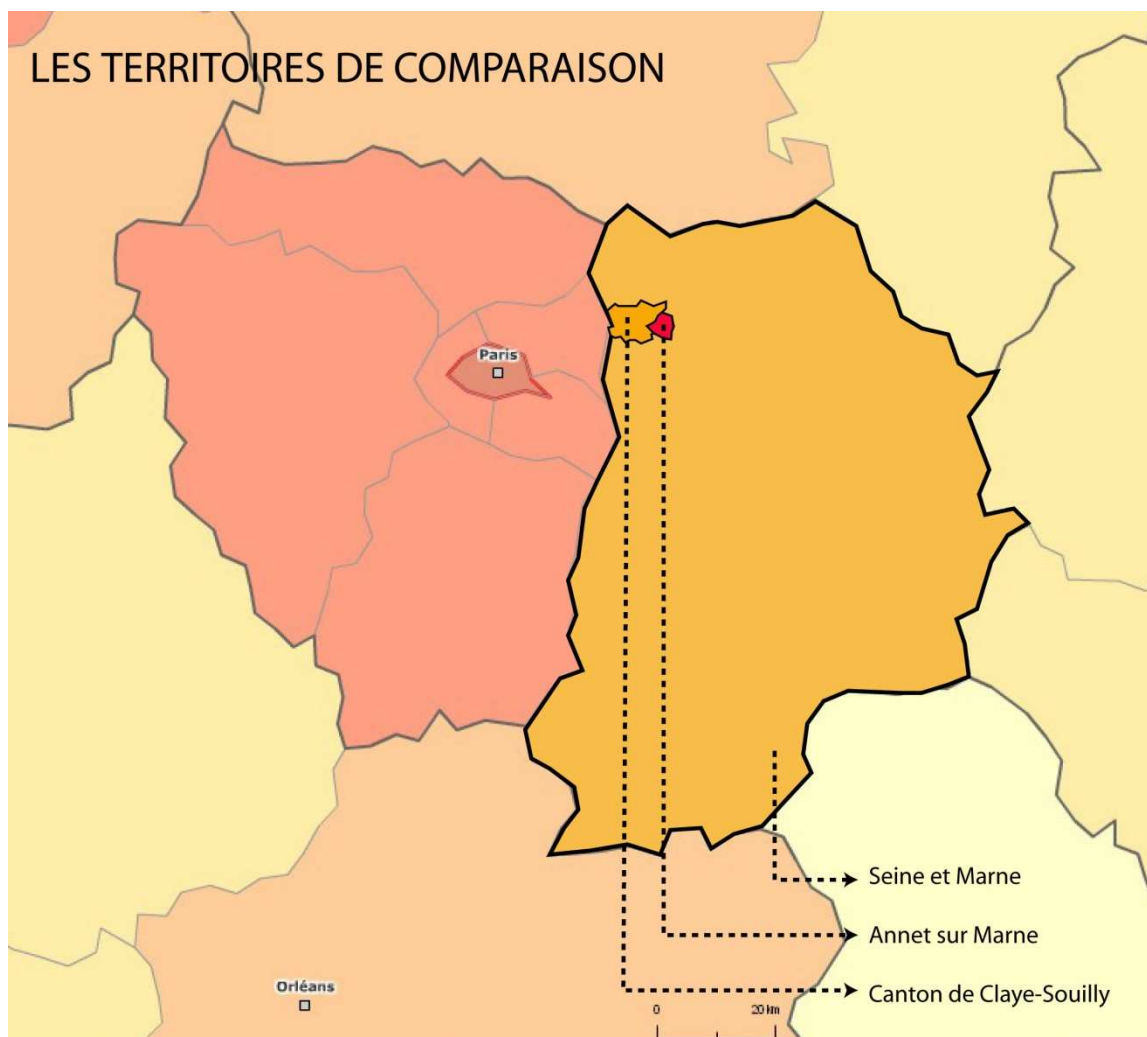 LES TERRITOIRES DE COMPARAISON
Paris
Seine et Marne
Annet sur Marne
Orléans
Canton de Claye-Souilly
0 20 km